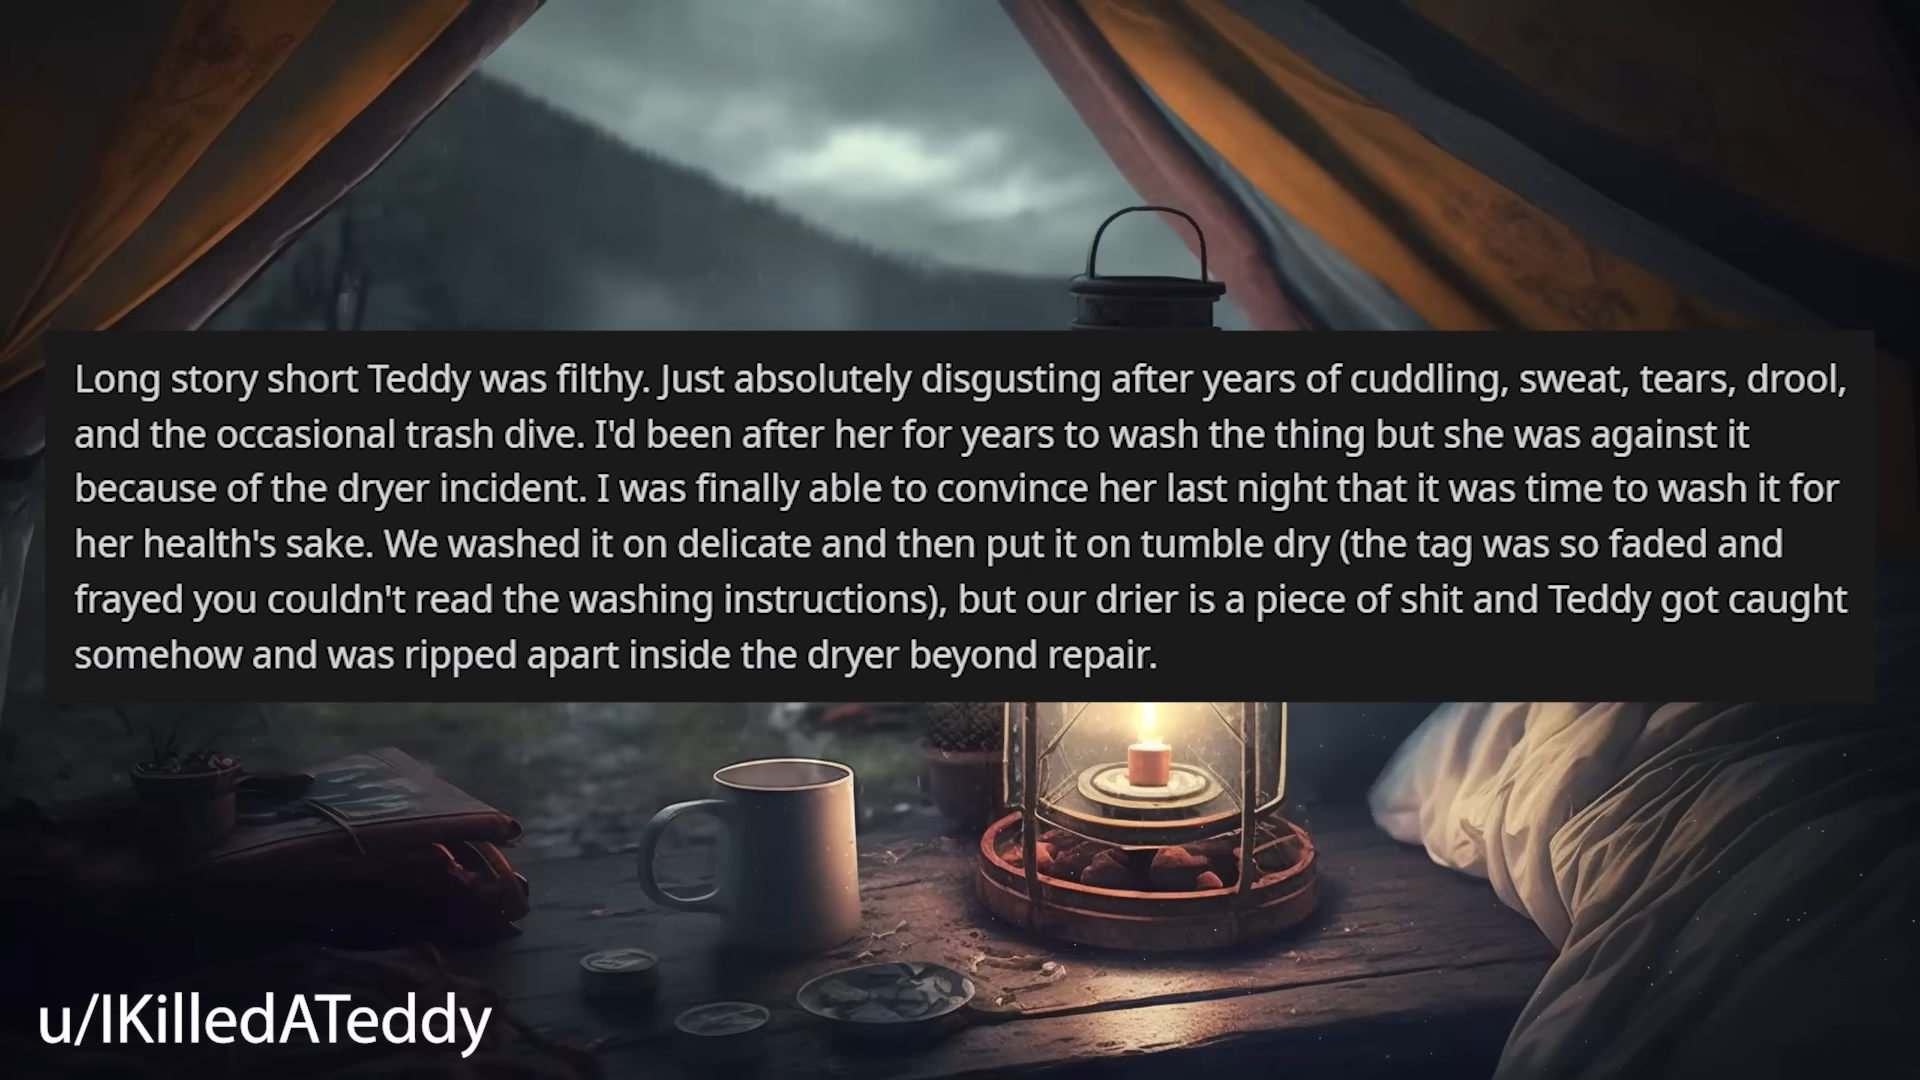 Long story short Teddy was filthy. Just absolutely disgusting after years of cuddling, sweat, tears, drool,
and the occasional trash dive. I'd been after her for years to wash the thing but she was against it
because of the dryer incident. I was finally able to convince her last night that it was time to wash it for
her health's sake. We washed it on delicate and then put it on tumble dry (the tag was so faded and
frayed you couldn't read the washing instructions), but our drier is a piece of shit and Teddy got caught
somehow and was ripped apart inside the dryer beyond repair.
u/IKilledATeddy